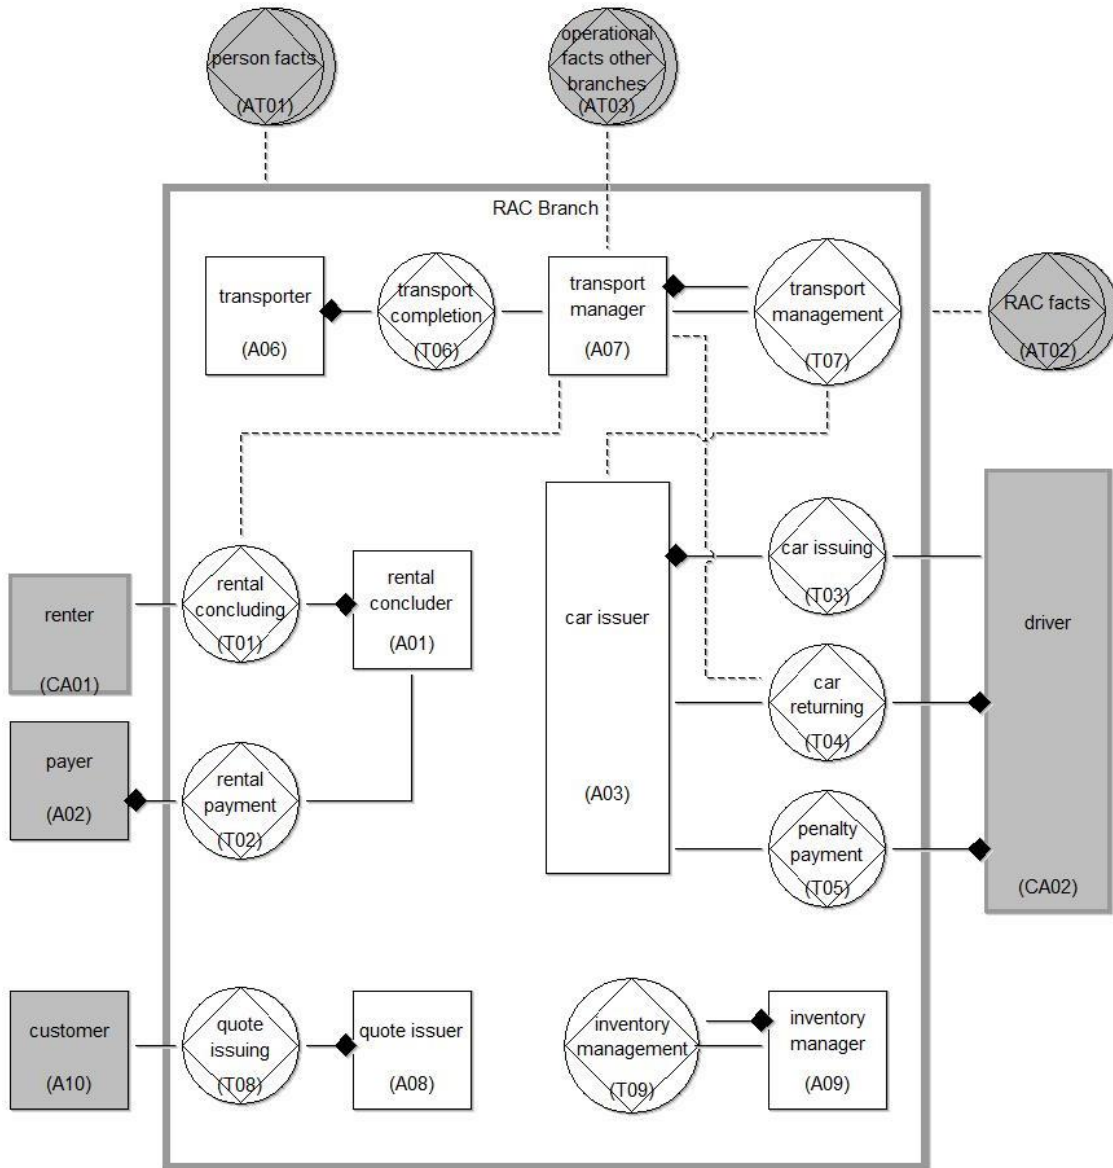 person facts
(AT01)
operational
facts other
branches
(AT03)
RAC Branch
transporter
(A06)
transport
completion
(T06)
transport
manager
(A07)
transport
management
(T07)
RAC facts
(AT02)
renter
(CA01)
rental
concluding
(T01)
rental
concluder
(A01)
car issuer
(A03)
car issuing
(T03)
driver
(CA02)
car
returning
(T04)
payer
(A02)
rental
payment
(T02)
penalty
payment
(T05)
customer
(A10)
quote
issuing
(T08)
quote issuer
(A08)
inventory
management
(T09)
inventory
manager
(A09)